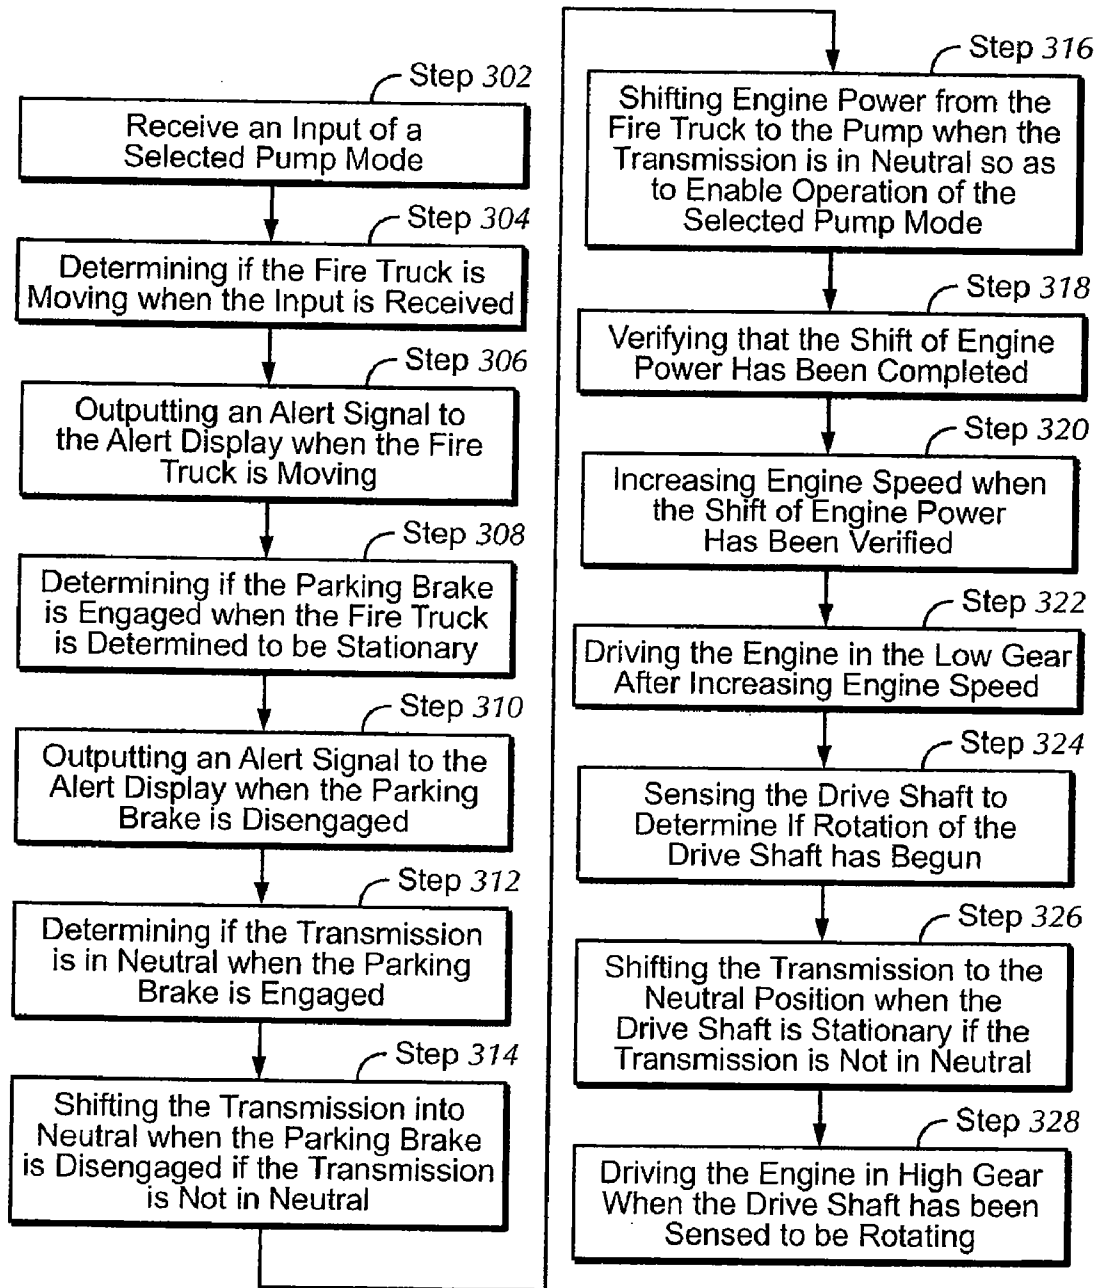 Step 302
Receive an Input of a
Selected Pump Mode
Step 304
Determining if the Fire Truck is
Moving when the Input is Received
Step 306
Outputting an Alert Signal to
the Alert Display when the Fire
Truck is Moving
Step 308
Determining if the Parking Brake
is Engaged when the Fire Truck
is Determined to be Stationary
Step 310
Outputting an Alert Signal to the
Alert Display when the Parking
Brake is Disengaged
Step 312
Determining if the Transmission
is in Neutral when the Parking
Brake is Engaged
Step 314
Shifting the Transmission into
Neutral when the Parking Brake
is Disengaged if the Transmission
is Not in Neutral
Step 316
Shifting Engine Power from the
Fire Truck to the Pump when the
Transmission is in Neutral so as
to Enable Operation of the
Selected Pump Mode
Step 318
Verifying that the Shift of Engine
Power Has Been Completed
Step 320
Increasing Engine Speed when
the Shift of Engine Power
Has Been Verified
Step 322
Driving the Engine in the Low Gear
After Increasing Engine Speed
Step 324
Sensing the Drive Shaft to
Determine If Rotation of the
Drive Shaft has Begun
Step 326
Shifting the Transmission to the
Neutral Position when the
Drive Shaft is Stationary if the
Transmission is Not in Neutral
Step 328
Driving the Engine in High Gear
When the Drive Shaft has been
Sensed to be Rotating